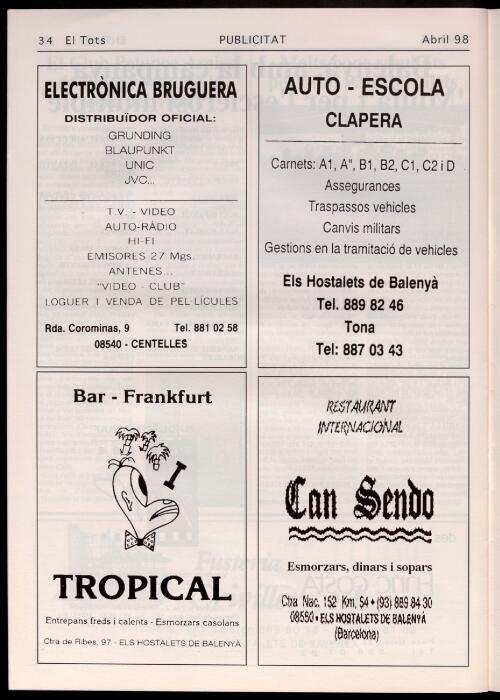 34 El Tots
PUBLICITAT
Abril 98
ELECTRÒNICA BRUGUERA
DISTRIBUÏDOR OFICIAL:
GRUNDING
BLAUPUNKT
UNIC
JVC...
T.V. - VIDEO
AUTO-RÀDIO
HI-FI
EMISORES 27 Mgs.
ANTENES...
"VIDEO - CLUB"
LOGUER I VENDA DE PEL·LÍCULES
Rda. Corominas, 9 Tel. 881 02 58
08540 - CENTELLES
AUTO - ESCOLA
CLAPERA
Carnets: A1, A", B1, B2, C1, C2 i D
Assegurances
Traspassos vehicles
Canvis militars
Gestions en la tramitació de vehicles
Els Hostalets de Balenyà
Tel. 889 82 46
Tona
Tel: 887 03 43
Bar - Frankfurt
TROPICAL
Entrepans freds i calents - Esmorzars casolans
Ctra de Ribes, 97 - ELS HOSTALETS DE BALENYÀ
RESTAURANT
INTERNACIONAL
Can Sendo
Esmorzars, dinars i sopars
Ctra. Nac. 152 Km, 54 • (93) 889 84 30
08550 - ELS HOSTALETS DE BALENYÀ
(Barcelona)